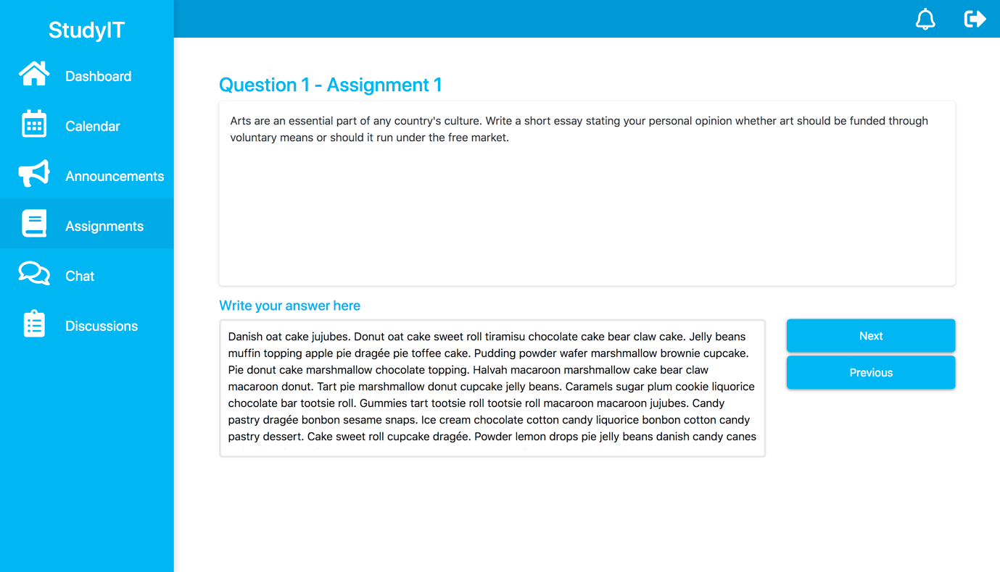 StudyIT
Dashboard
Calendar
Announcements
Assignments
Chat
Discussions
Question 1 - Assignment 1
Arts are an essential part of any country's culture. Write a short essay stating your personal opinion whether art should be funded through
voluntary means or should it run under the free market.
Write your answer here
Danish oat cake jujubes. Donut oat cake sweet roll tiramisu chocolate cake bear claw cake. Jelly beans
muffin topping apple pie dragée pie toffee cake. Pudding powder wafer marshmallow brownie cupcake.
Pie donut cake marshmallow chocolate topping. Halvah macaroon marshmallow cake bear claw
macaroon donut. Tart pie marshmallow donut cupcake jelly beans. Caramels sugar plum cookie liquorice
chocolate bar tootsie roll. Gummies tart tootsie roll tootsie roll macaroon macaroon jujubes. Candy
pastry dragée bonbon sesame snaps. Ice cream chocolate cotton candy liquorice bonbon cotton candy
pastry dessert. Cake sweet roll cupcake dragée. Powder lemon drops pie jelly beans danish candy canes
Next
Previous